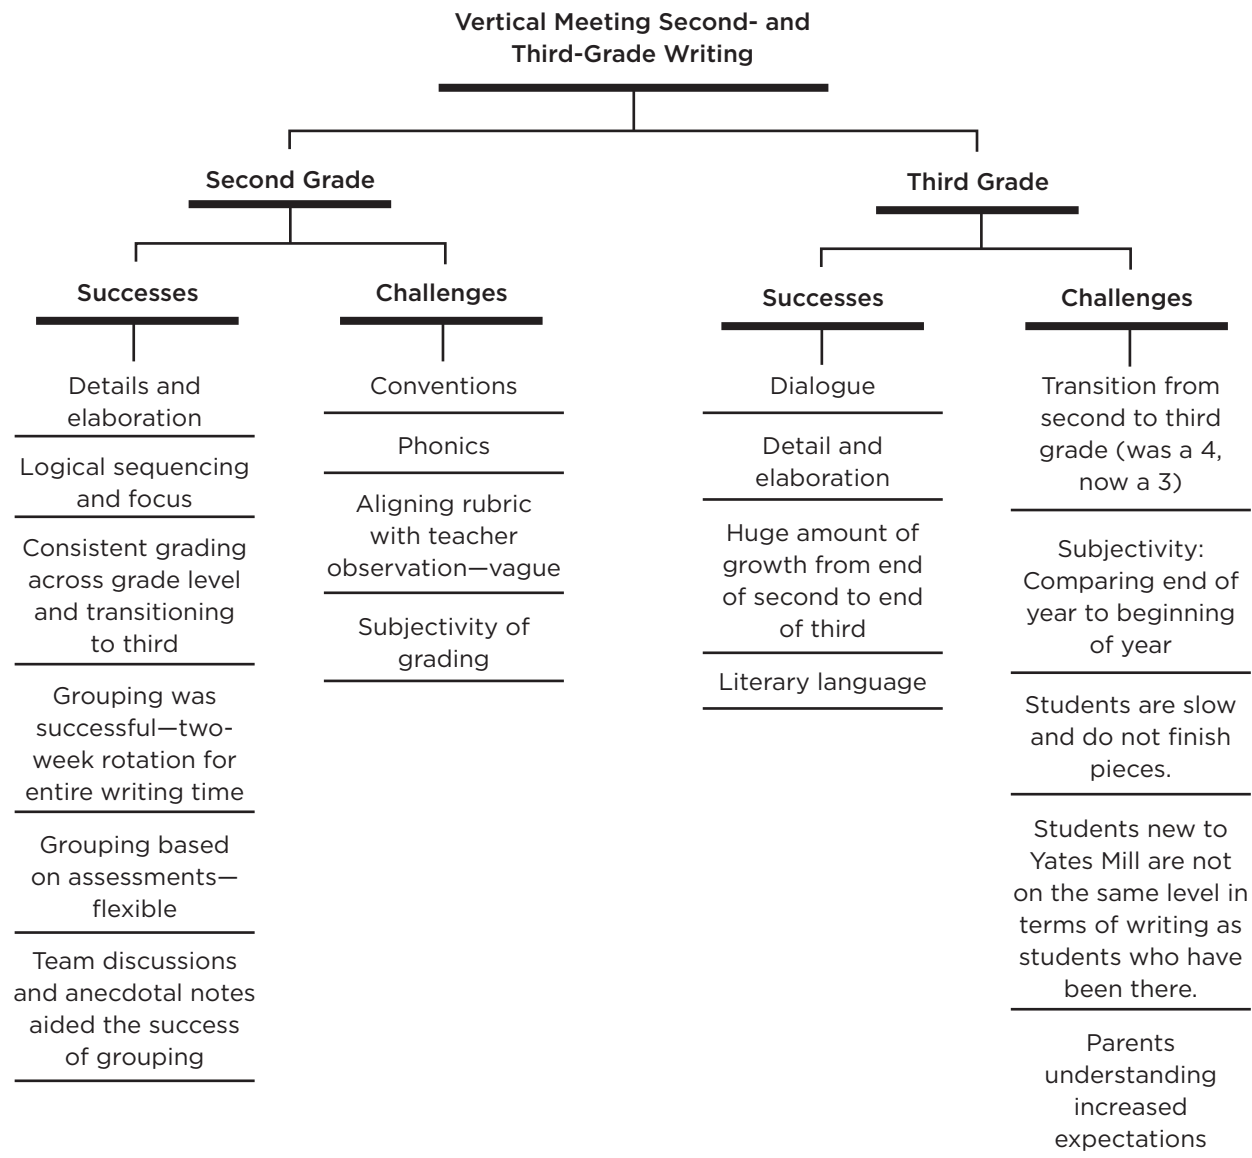 Vertical Meeting Second- and
Third-Grade Writing
Second Grade
Successes
Details and
elaboration
Logical sequencing
and focus
Consistent grading
across grade level
and transitioning
to third
Grouping was
successful—two-
week rotation for
entire writing time
Grouping based
on assessments—
flexible
Team discussions
and anecdotal notes
aided the success
of grouping
Challenges
Conventions
Phonics
Aligning rubric
with teacher
observation—vague
Subjectivity of
grading
Third Grade
Successes
Dialogue
Detail and
elaboration
Huge amount of
growth from end
of second to end
of third
Literary language
Challenges
Transition from
second to third
grade (was a 4,
now a 3)
Subjectivity:
Comparing end of
year to beginning
of year
Students are slow
and do not finish
pieces.
Students new to
Yates Mill are not
on the same level in
terms of writing as
students who have
been there.
Parents
understanding
increased
expectations